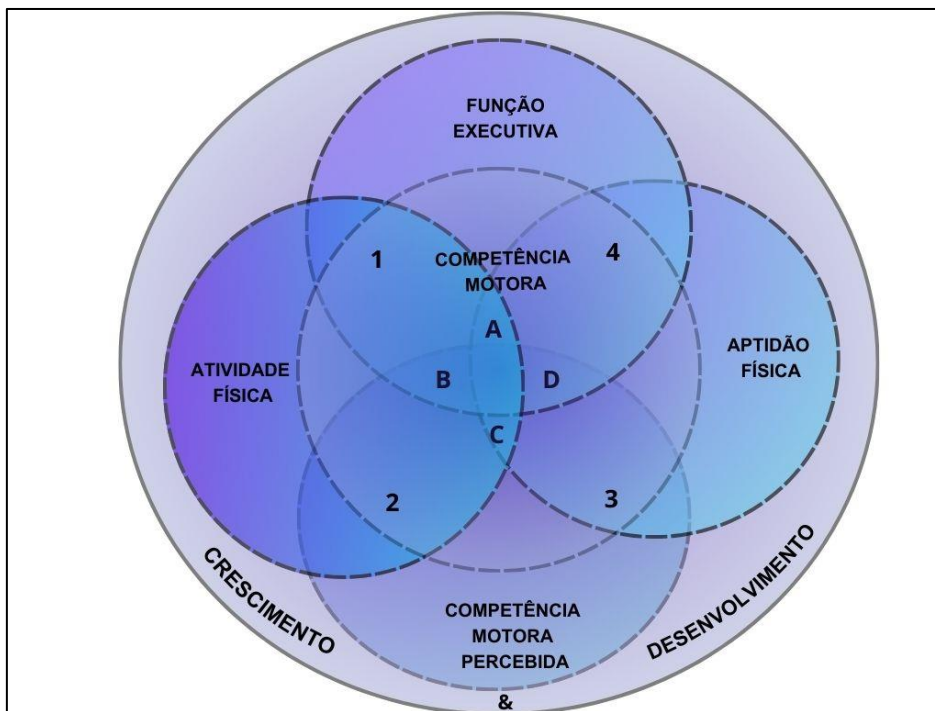 FUNÇÃO
EXECUTIVA
1
4
COMPETÊNCIA
MOTORA
A
ATIVIDADE
FÍSICA
B
D
APTIDÃO
FÍSICA
C
2
3
CRESCIMENTO
DESENVOLVIMENTO
COMPETÊNCIA
MOTORA
PERCEBIDA
&